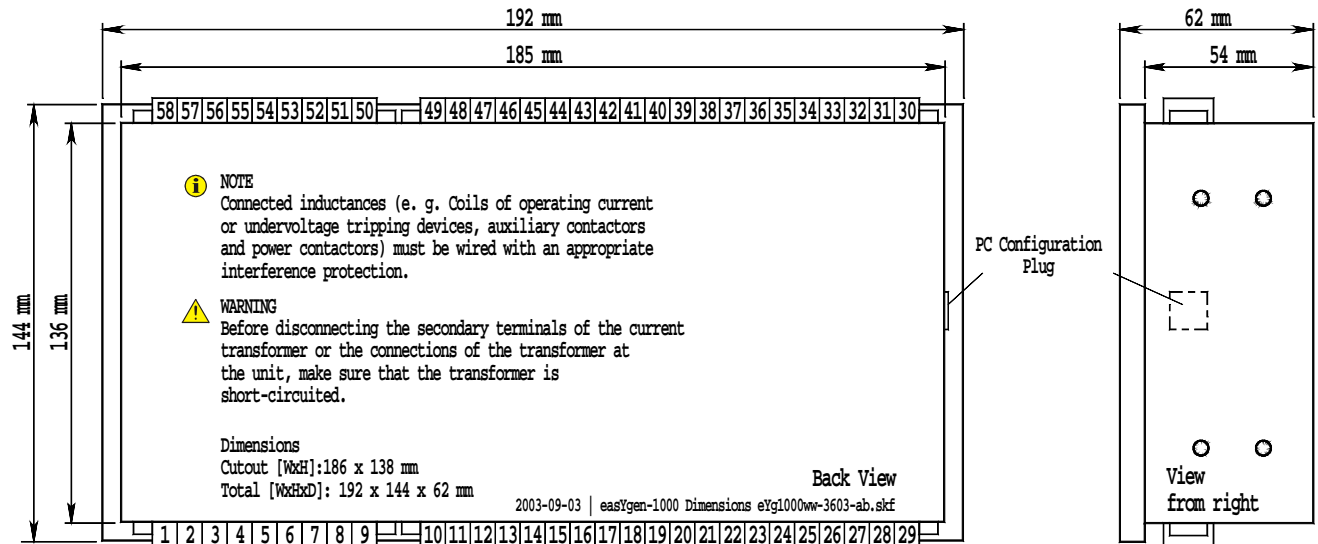 192 mm
62 mm
185 mm
54 mm
58 57 56 55 54 53 52 51 50 49 48 47 46 45 44 43 42 41 40 39 38 37 36 35 34 33 32 31 30
NOTE
Connected inductances (e. g. Coils of operating current
or undervoltage tripping devices, auxiliary contactors
and power contactors) must be wired with an appropriate
interference protection.
PC Configuration
Plug
144 mm
136 mm
WARNING
Before disconnecting the secondary terminals of the current
transformer or the connections of the transformer at
the unit, make sure that the transformer is
short-circuited.
Dimensions
Cutout [WxH]:186 x 138 mm
Total [WxHxD]: 192 x 144 x 62 mm
Back View
2003-09-03 | easYgen-1000 Dimensions eYg1000ww-3603-ab.skf
View
from right
1 2 3 4 5 6 7 8 9 10 11 12 13 14 15 16 17 18 19 20 21 22 23 24 25 26 27 28 29